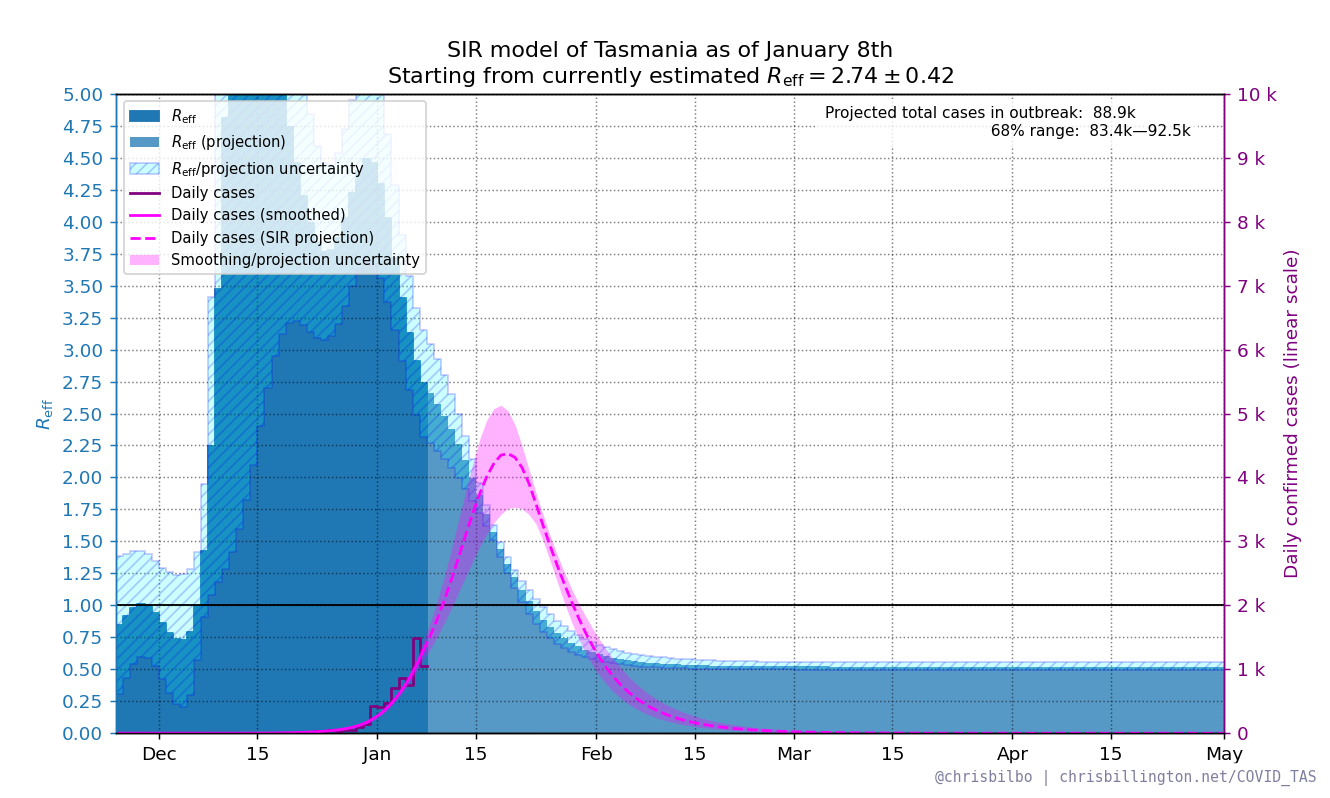 SIR model of Tasmania as of January 8th
Starting from currently estimated R_eff = 2.74 ± 0.42
Projected total cases in outbreak: 88.9k
68% range: 83.4k—92.5k
R_eff
R_eff (projection)
R_eff/projection uncertainty
Daily cases
Daily cases (smoothed)
Daily cases (SIR projection)
Smoothing/projection uncertainty
R_eff
5.00
4.75
4.50
4.25
4.00
3.75
3.50
3.25
3.00
2.75
2.50
2.25
2.00
1.75
1.50
1.25
1.00
0.75
0.50
0.25
0.00
10 k
9 k
8 k
7 k
6 k
5 k
4 k
3 k
2 k
1 k
0
Daily confirmed cases (linear scale)
Dec 15 Jan 15 Feb 15 Mar 15 Apr 15 May
@chrisbilbo | chrisbillington.net/COVID_TAS